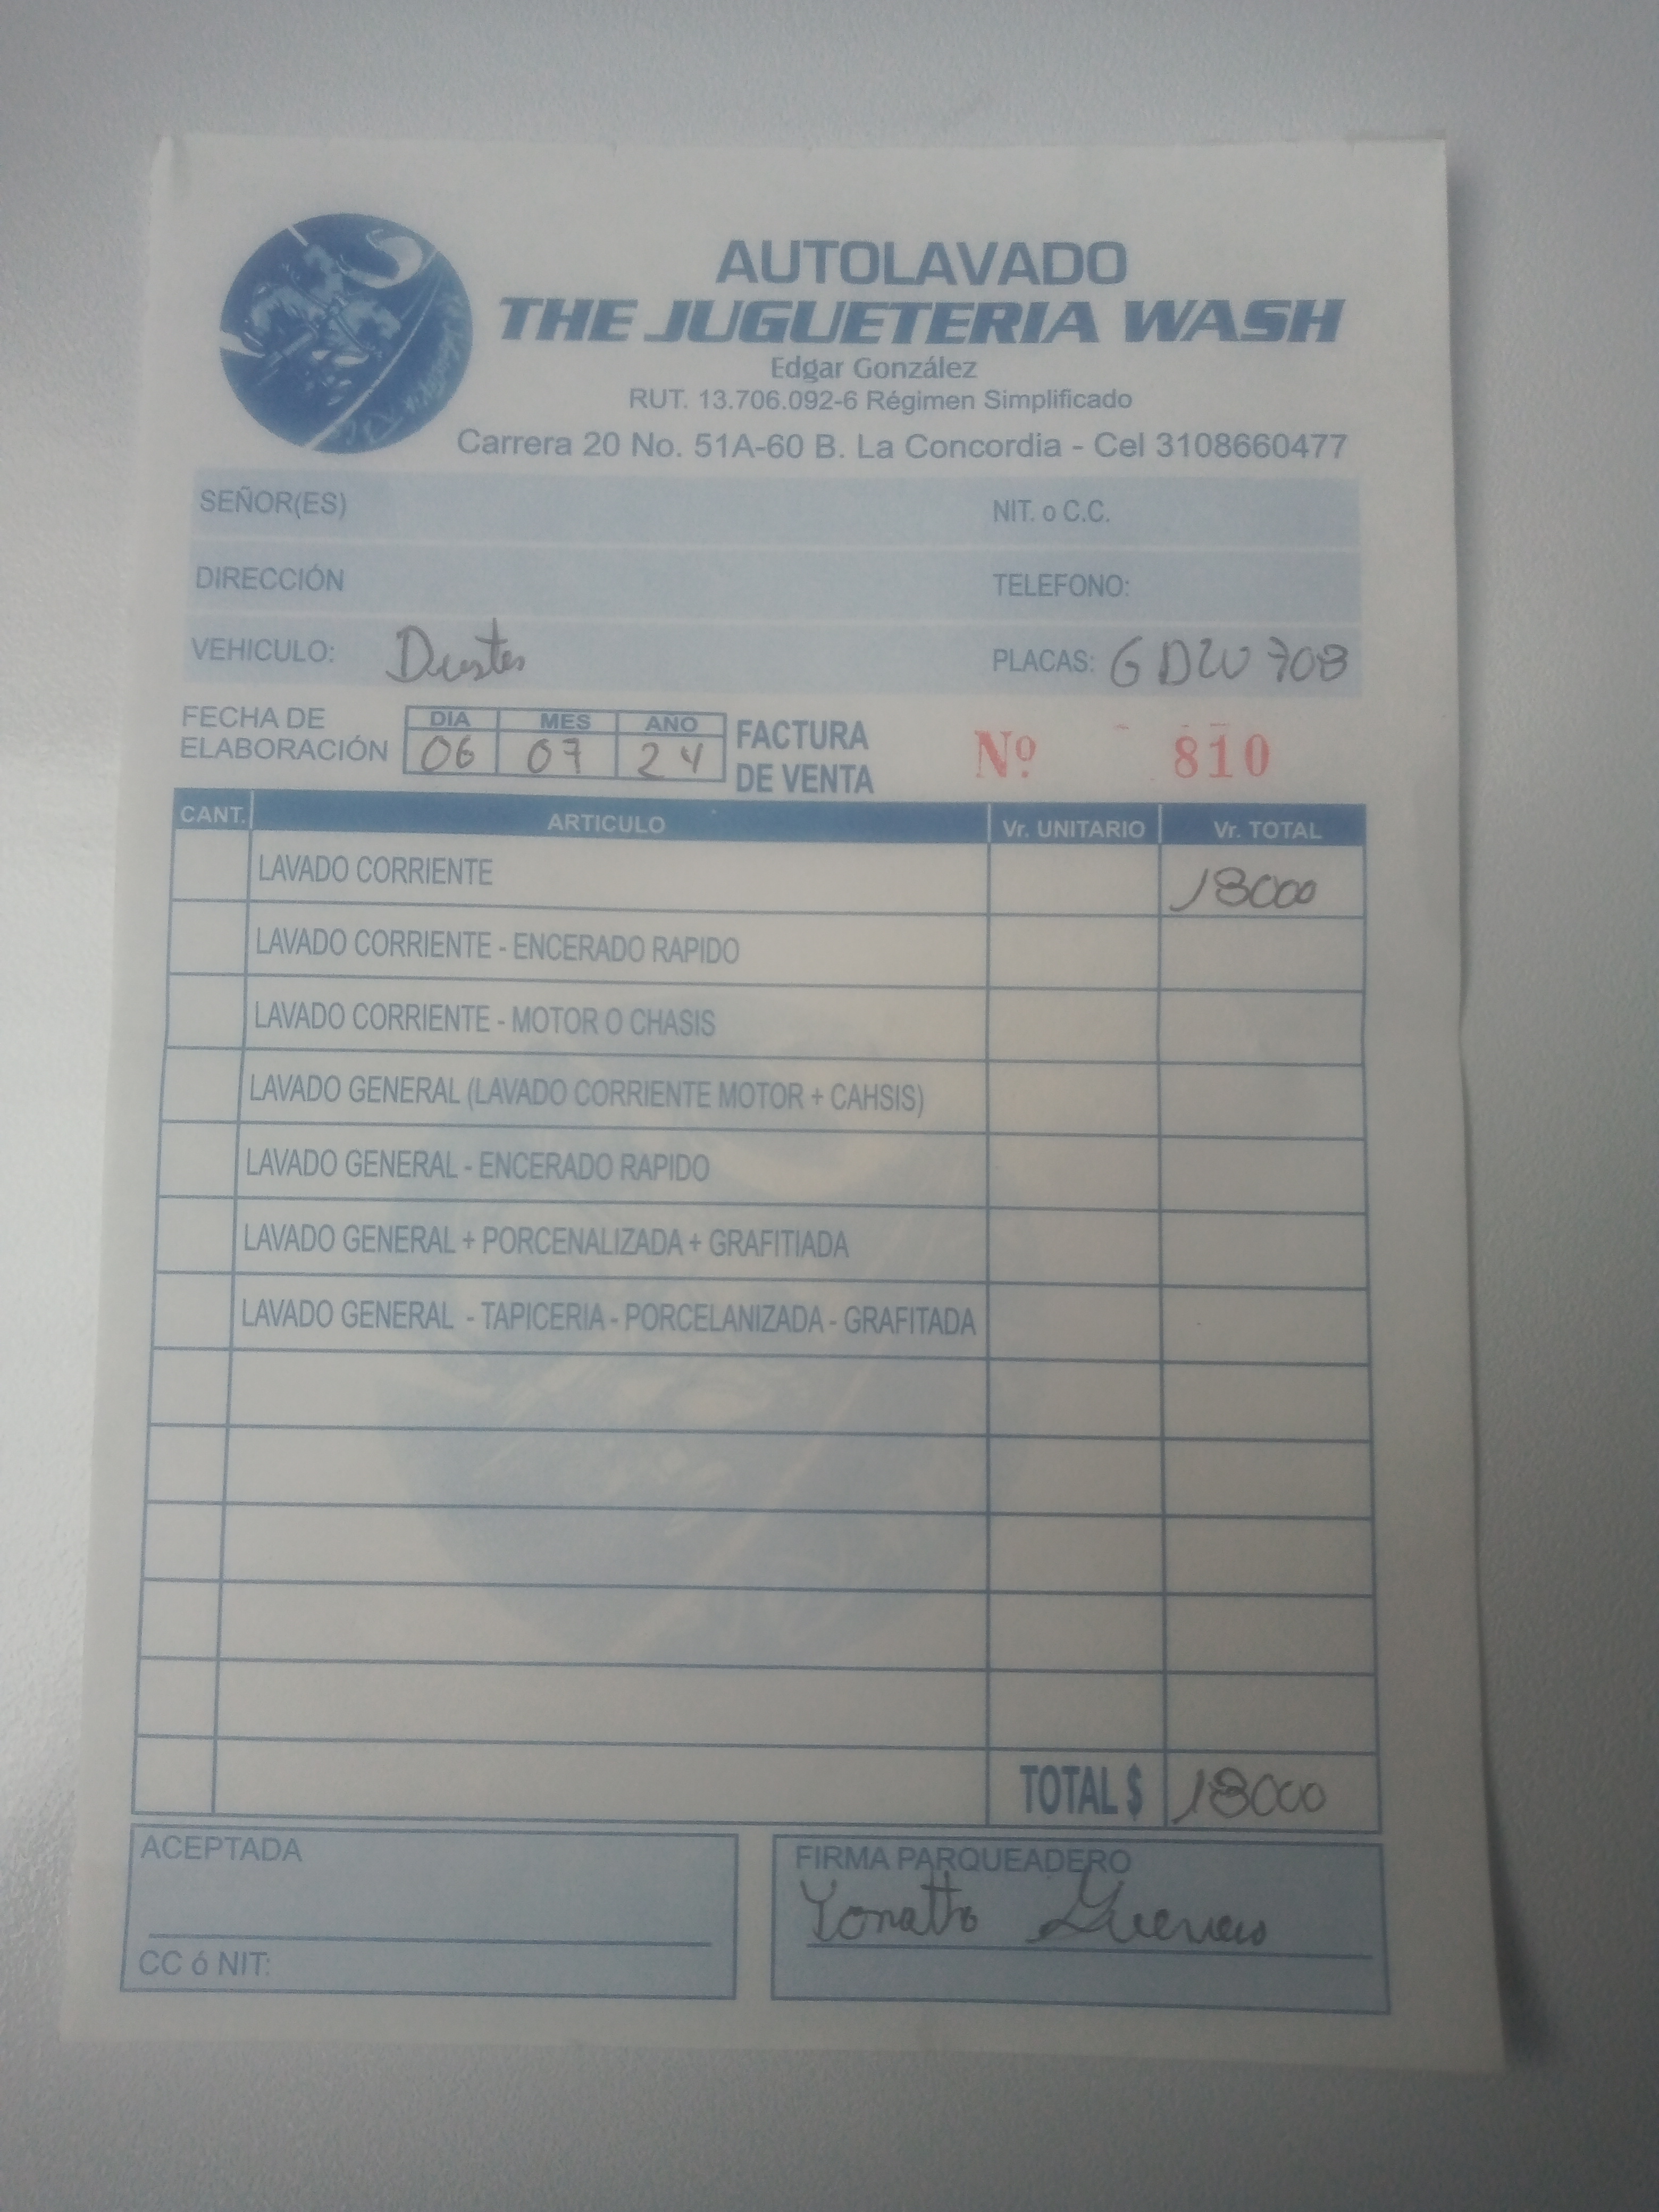 AUTOLAVADO
THE JUGUETERIA WASH
Edgar González
RUT. 13.706.092-6 Régimen Simplificado
Carrera 20 No. 51A-60 B. La Concordia - Cel 3108660477
SEÑOR(ES) NIT. o C.C.
DIRECCIÓN TELEFONO:
VEHICULO: Duster PLACAS: GDW 708
FECHA DE ELABORACIÓN DIA MES AÑO FACTURA DE VENTA Nº 810
06 07 24
CANT. ARTICULO Vr. UNITARIO Vr. TOTAL
LAVADO CORRIENTE 18000
LAVADO CORRIENTE - ENCERADO RAPIDO
LAVADO CORRIENTE - MOTOR O CHASIS
LAVADO GENERAL (LAVADO CORRIENTE MOTOR + CAHSIS)
LAVADO GENERAL - ENCERADO RAPIDO
LAVADO GENERAL + PORCENALIZADA + GRAFITIADA
LAVADO GENERAL - TAPICERIA - PORCELANIZADA - GRAFITADA
TOTAL $ 18000
ACEPTADA FIRMA PARQUEADERO
CC ó NIT: